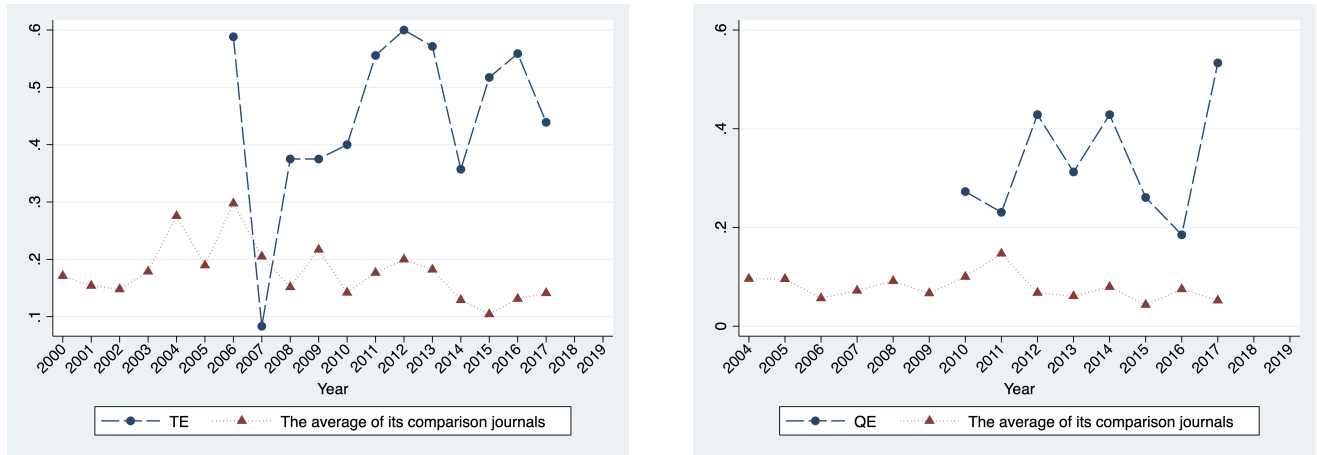 .6
.5
.4
.3
.2
.1
2000 2001 2002 2003 2004 2005 2006 2007 2008 2009 2010 2011 2012 2013 2014 2015 2016 2017 2018 2019
Year
TE The average of its comparison journals
.6
.4
.2
0
2004 2005 2006 2007 2008 2009 2010 2011 2012 2013 2014 2015 2016 2017 2018 2019
Year
QE The average of its comparison journals